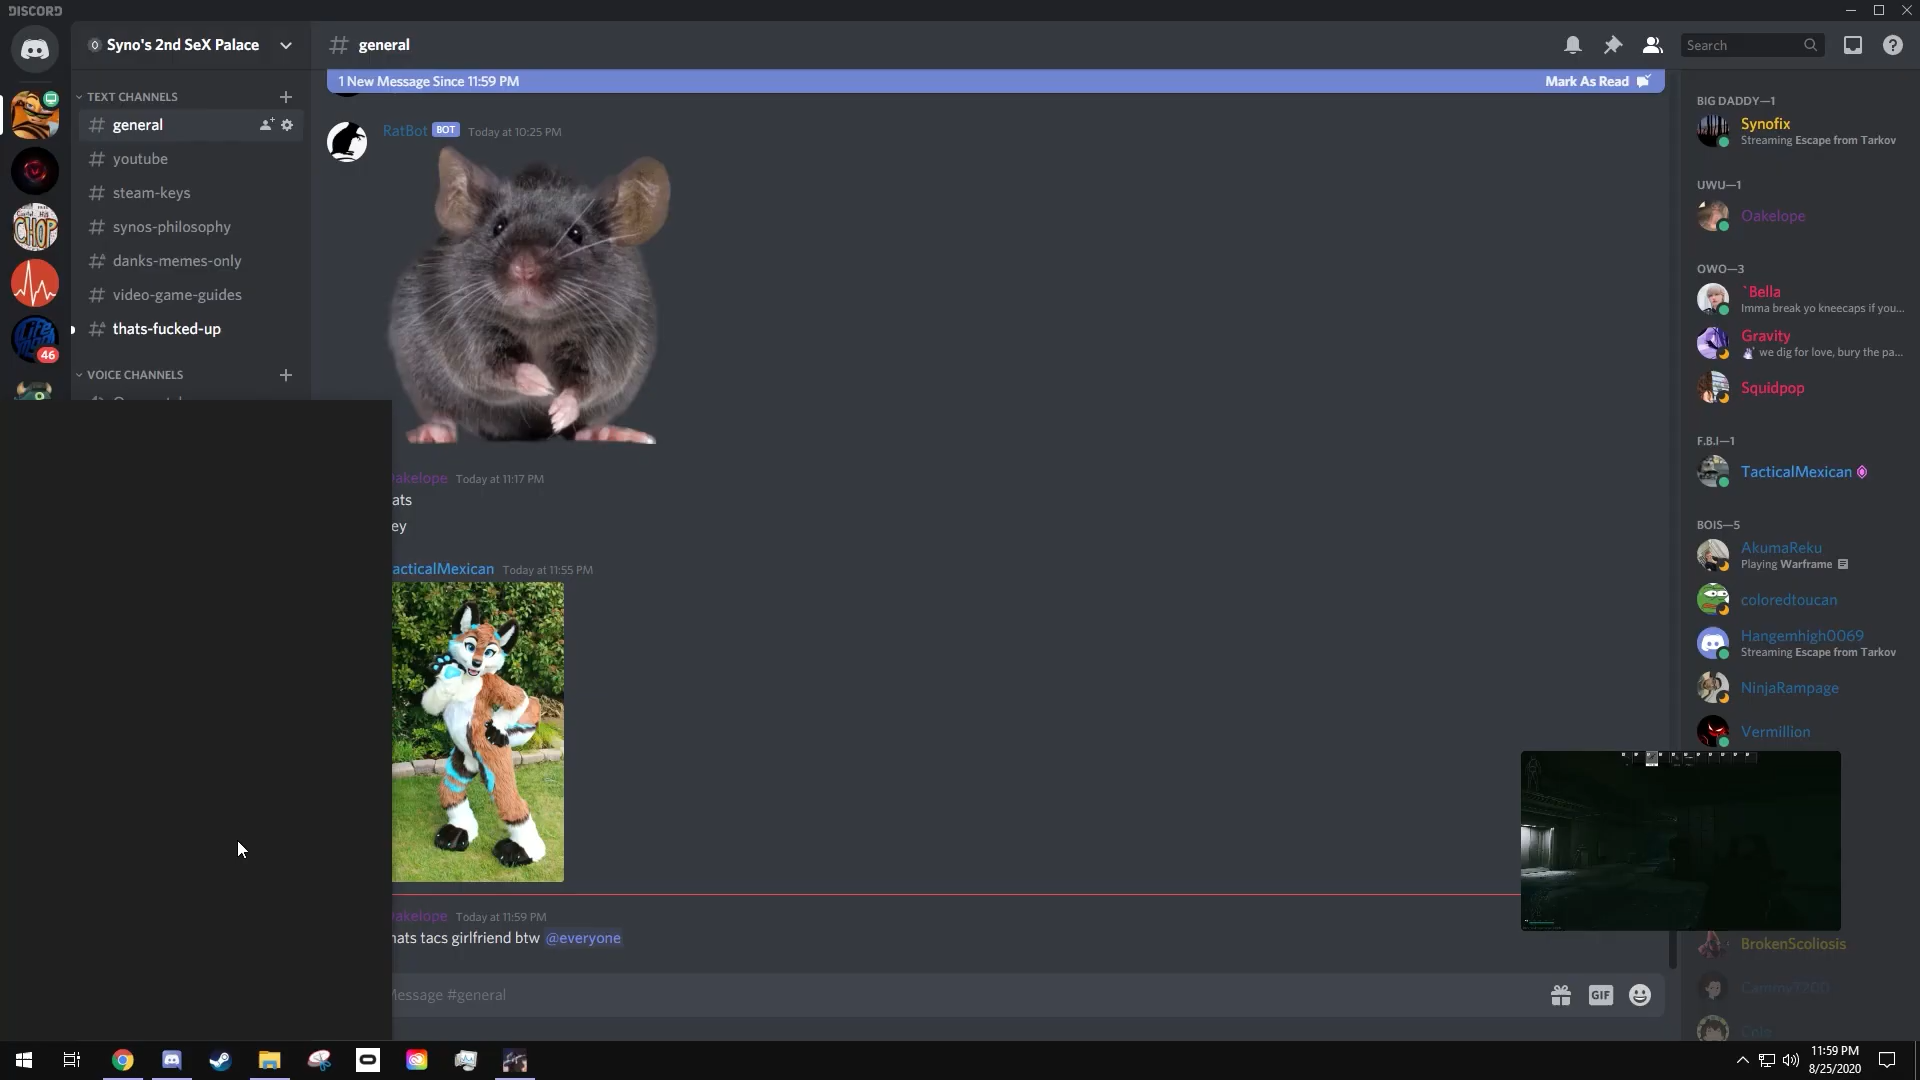 DISCORD
Syno's 2nd SeX Palace
general
Search
1 New Message Since 11:59 PM
Mark As Read
TEXT CHANNELS
general
youtube
steam-keys
synos-philosophy
danks-memes-only
video-game-guides
thats-fucked-up
VOICE CHANNELS
CHOP
46
RatBot BOT Today at 10:25 PM
akelope Today at 11:17 PM
ats
ey
acticalMexican Today at 11:55 PM
akelope Today at 11:59 PM
hats tacs girlfriend btw @everyone
Message #general
GIF
BIG DADDY—1
Synofix
Streaming Escape from Tarkov
UWU—1
Oakelope
OWO—3
`Bella
Imma break yo kneecaps if you...
Gravity
we dig for love, bury the pa...
Squidpop
F.B.I—1
TacticalMexican
BOIS—5
AkumaReku
Playing Warframe
coloredtoucan
Hangemhigh0069
Streaming Escape from Tarkov
NinjaRampage
Vermillion
BrokenScoliosis
11:59 PM
8/25/2020